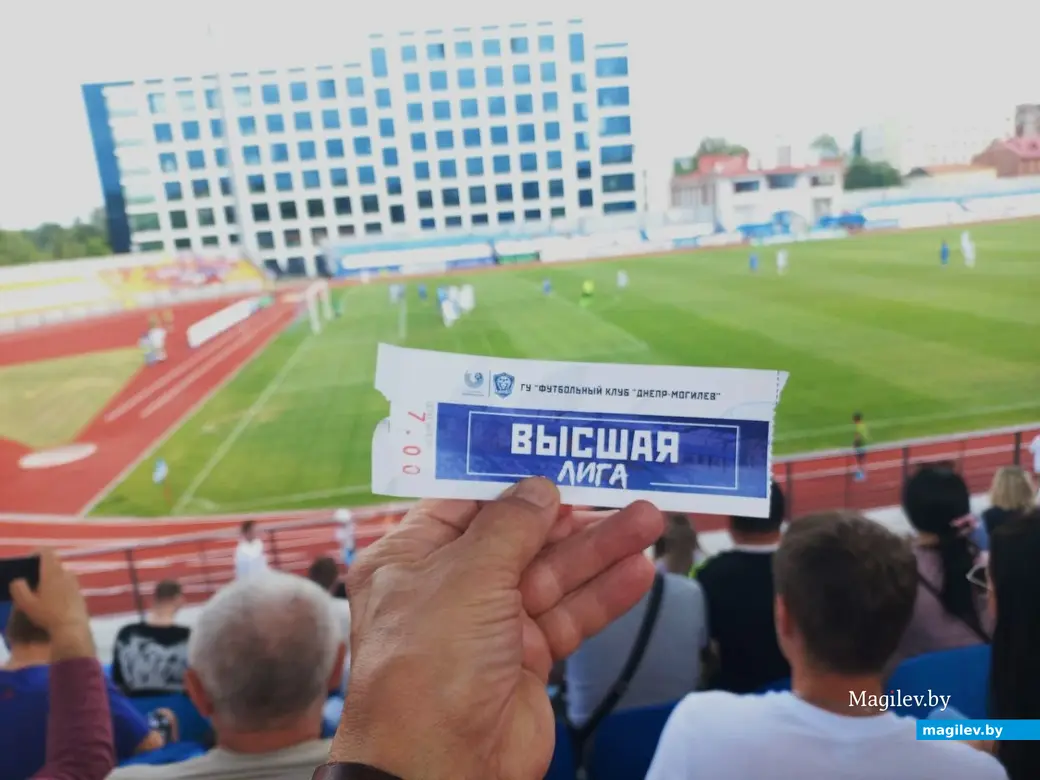 ГУ "ФУТБОЛЬНЫЙ КЛУБ "ДНЕПР-МОГИЛЕВ"
7.00
ВЫСШАЯ
ЛИГА
Magilev.by
magilev.by